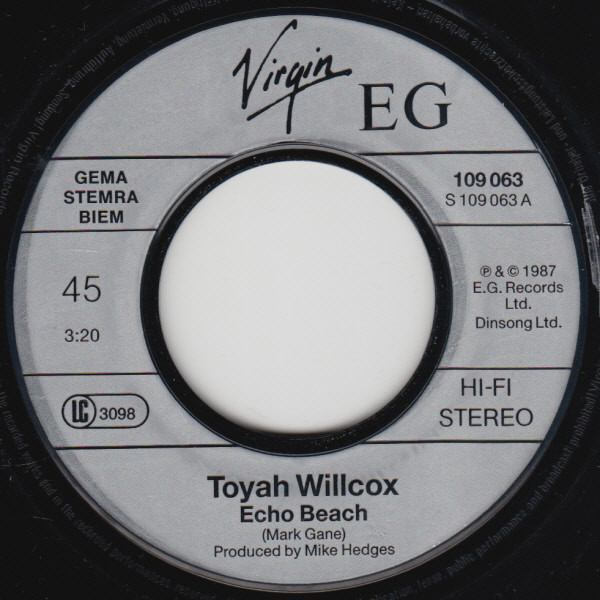 Virgin EG
GEMA
STEMRA
BIEM
109 063
S 109 063 A
45
3:20
℗ & © 1987
E.G. Records
Ltd.
Dinsong Ltd.
LC 3098
HI-FI
STEREO
Toyah Willcox
Echo Beach
(Mark Gane)
Produced by Mike Hedges